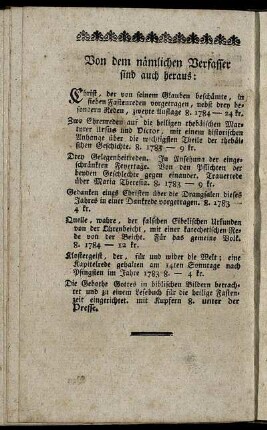 Von dem nämlichen Verfasser
sind auch heraus:
Christ, der von seinem Glauben beschämte, in
sieben Fastenreden vorgetragen, nebst drey be-
sondern Reden, zweyte Auflage 8. 1784 — 24 kr.
Zwo Ehrenreden auf die heiligen thebäischen Mar-
tyrer Ursus und Victor, mit einem historischen
Anhange über die wichtigsten Theile der thebäi-
schen Geschichte. 8. 178 — 9 kr.
Drey Gelegenheitreden. In Ansehung der einge-
schränkten Feyertage. Von den Pflichten der
beyden Geschlechte gegen einander. Trauerrede
über Maria Theresia. 8. 1783 — 9 kr.
Gedanken eines Christen über die Drangsalen dieses
Jahres in einer Dankrede vorgetragen. 8. 1783
4 kr.
Quelle, wahre, der falschen Gibelischen Urkunden
von der Ohrenbeicht, mit einer katechetischen Re-
de von der Beicht. Für das gemeine Volk.
8. 1784 — 12 kr.
Klostergeist, der, für und wider die Welt; eine
Kapitelrede gehalten am 14ten Sonntage nach
Pfingsten im Jahre 1783 8. — 4 kr.
Die Gebothe Gottes in biblischen Bildern betrach-
tet und zu einem Lesebuch für die heilige Fasten-
zeit eingerichtet. mit Kupfern 8. unter der
Presse.